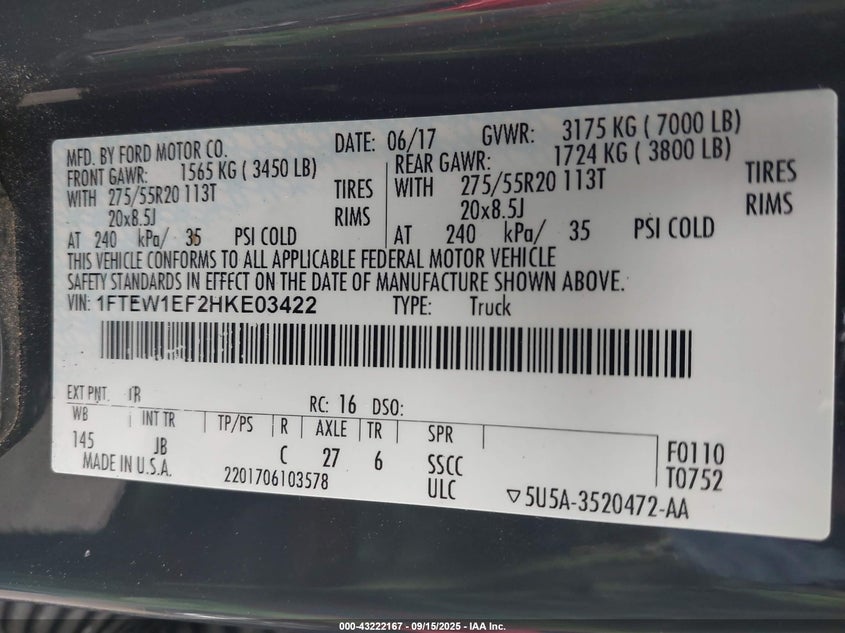 MFD. BY FORD MOTOR CO. DATE: 06/17 GVWR: 3175 KG ( 7000 LB)
FRONT GAWR: 1565 KG ( 3450 LB) REAR GAWR: 1724 KG ( 3800 LB)
WITH 275/55R20 113T TIRES WITH 275/55R20 113T TIRES
20x8.5J RIMS 20x8.5J RIMS
AT 240 kPa/ 35 PSI COLD AT 240 kPa/ 35 PSI COLD
THIS VEHICLE CONFORMS TO ALL APPLICABLE FEDERAL MOTOR VEHICLE
SAFETY STANDARDS IN EFFECT ON THE DATE OF MANUFACTURE SHOWN ABOVE.
VIN: 1FTEW1EF2HKE03422 TYPE: Truck
EXT PNT: RC: 16 DSO:
WB INT TR TP/PS R AXLE TR SPR
145 JB C 27 6 SSCC F0110
MADE IN U.S.A. 2201706103578 ULC T0752
▽5U5A-3520472-AA
000-43222167 - 09/15/2025 - IAA Inc.